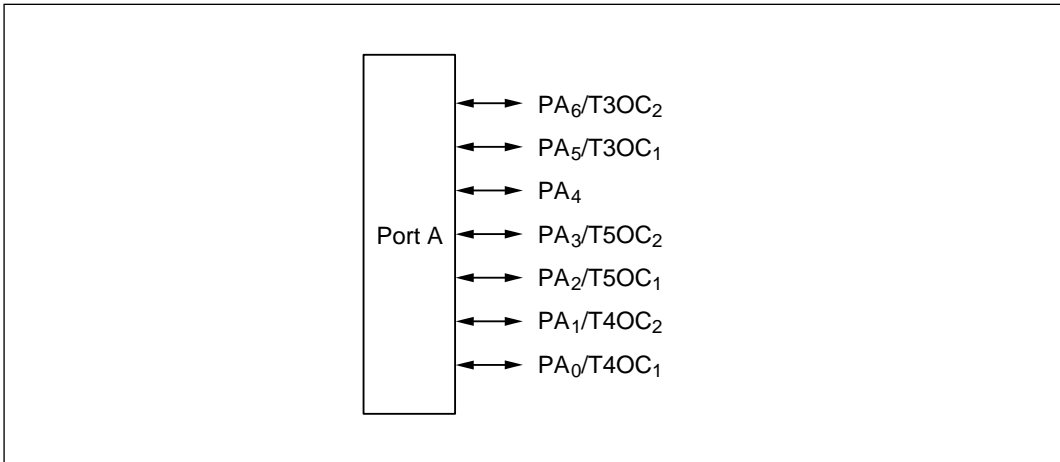 PA₆/T3OC₂
PA₅/T3OC₁
PA₄
Port A
PA₃/T5OC₂
PA₂/T5OC₁
PA₁/T4OC₂
PA₀/T4OC₁